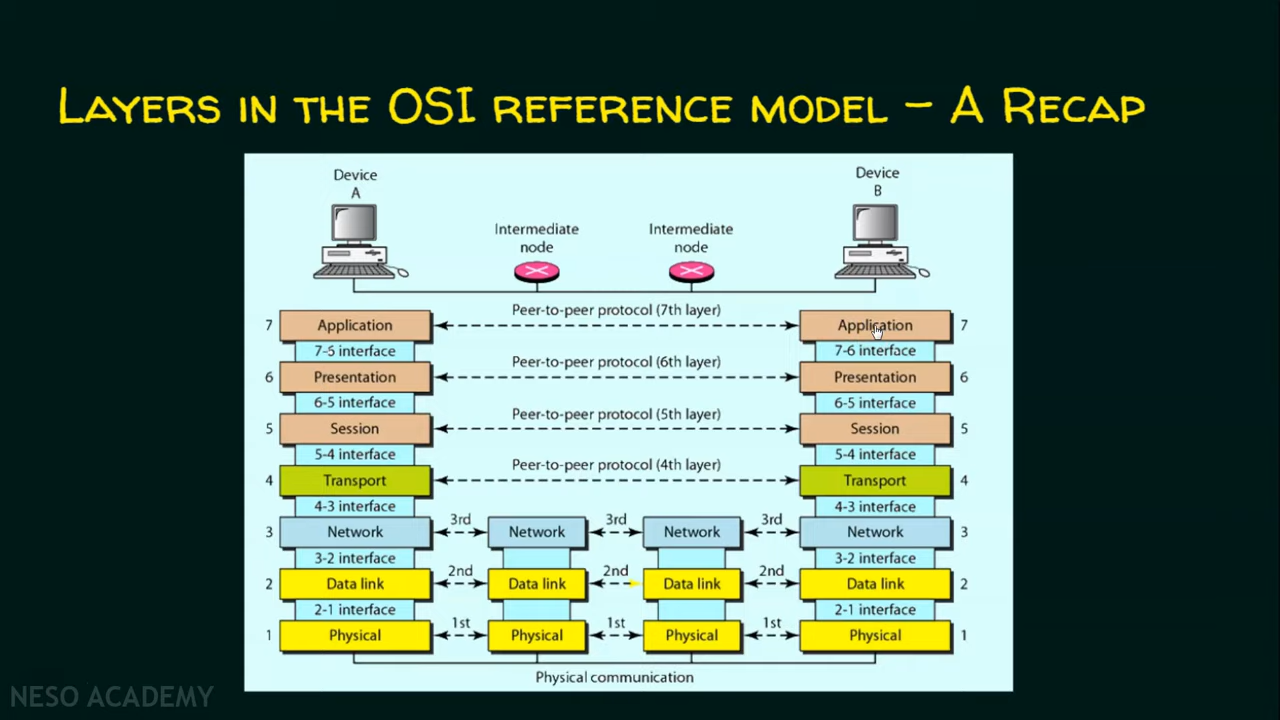 LAYERS IN THE OSI REFERENCE MODEL – A RECAP
Device
A
Device
B
Intermediate
node
Intermediate
node
Peer-to-peer protocol (7th layer)
7 Application Application 7
7-6 interface 7-6 interface
Peer-to-peer protocol (6th layer)
6 Presentation Presentation 6
6-5 interface 6-5 interface
Peer-to-peer protocol (5th layer)
5 Session Session 5
5-4 interface 5-4 interface
Peer-to-peer protocol (4th layer)
4 Transport Transport 4
4-3 interface 4-3 interface
3rd 3rd 3rd
3 Network Network Network Network 3
3-2 interface 3-2 interface
2nd 2nd 2nd
2 Data link Data link Data link Data link 2
2-1 interface 2-1 interface
1st 1st 1st
1 Physical Physical Physical Physical 1
Physical communication
NESO ACADEMY